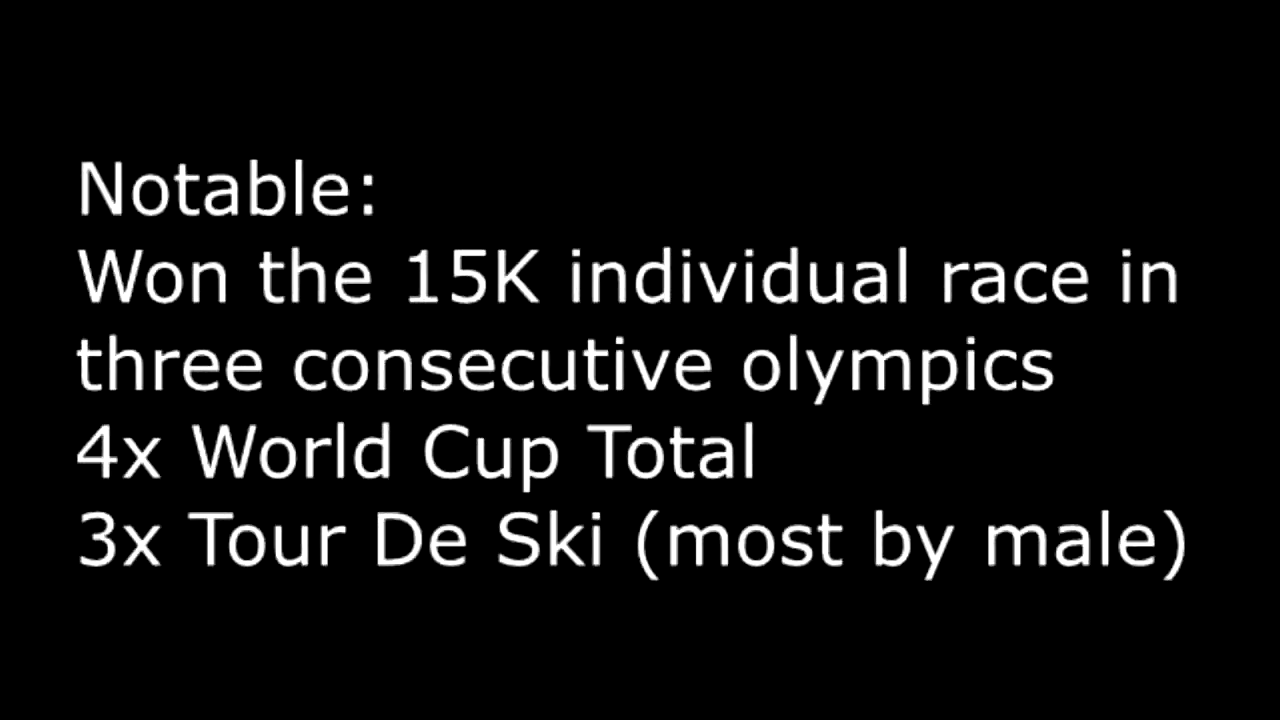 Notable:
Won the 15K individual race in
three consecutive olympics
4x World Cup Total
3x Tour De Ski (most by male)